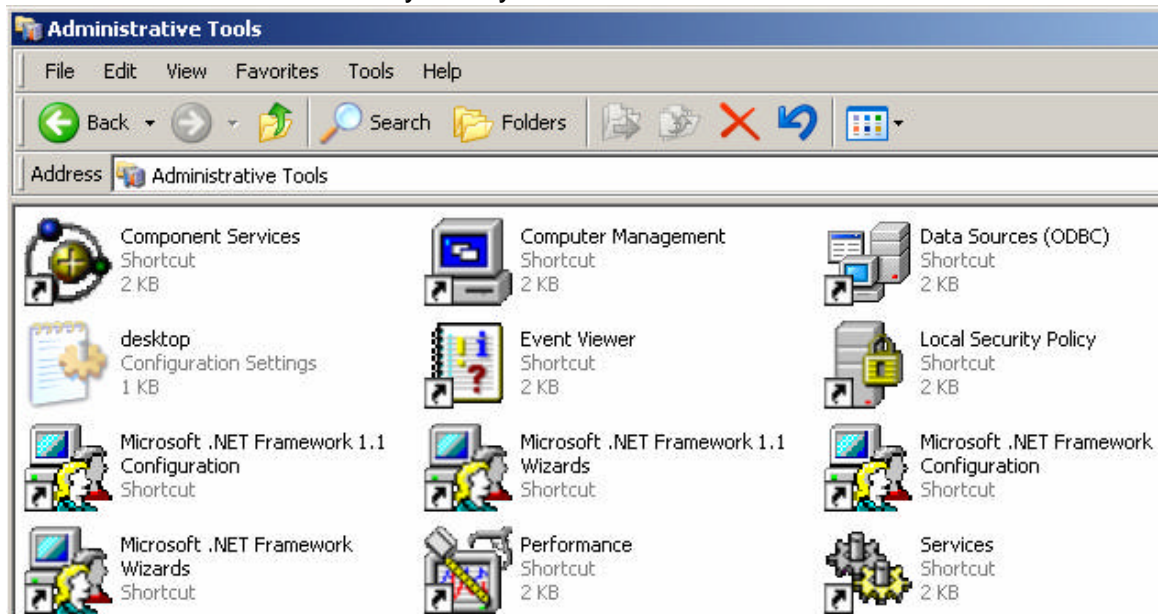 Administrative Tools
File Edit View Favorites Tools Help
Back Search Folders
Address Administrative Tools
Component Services
Shortcut
2 KB
Computer Management
Shortcut
2 KB
Data Sources (ODBC)
Shortcut
2 KB
desktop
Configuration Settings
1 KB
Event Viewer
Shortcut
2 KB
Local Security Policy
Shortcut
2 KB
Microsoft .NET Framework 1.1
Configuration
Shortcut
Microsoft .NET Framework 1.1
Wizards
Shortcut
Microsoft .NET Framework
Configuration
Shortcut
Microsoft .NET Framework
Wizards
Shortcut
Performance
Shortcut
2 KB
Services
Shortcut
2 KB